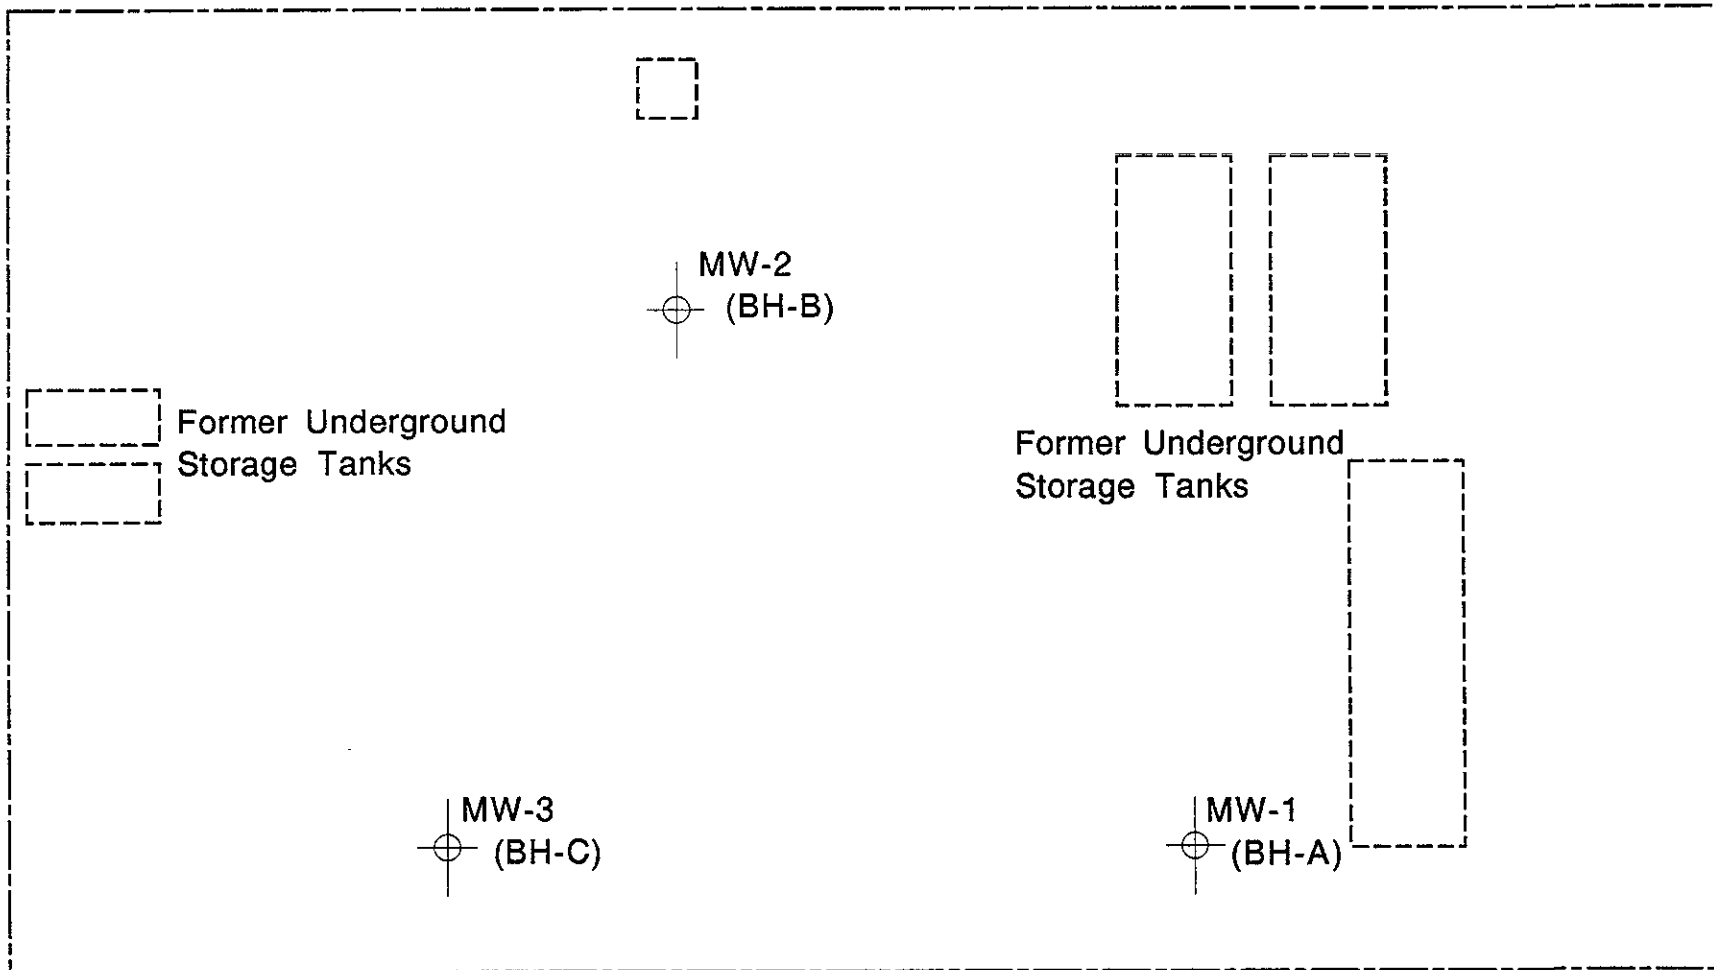 MW-2
(BH-B)
Former Underground
Storage Tanks
Former Underground
Storage Tanks
MW-3
(BH-C)
MW-1
(BH-A)